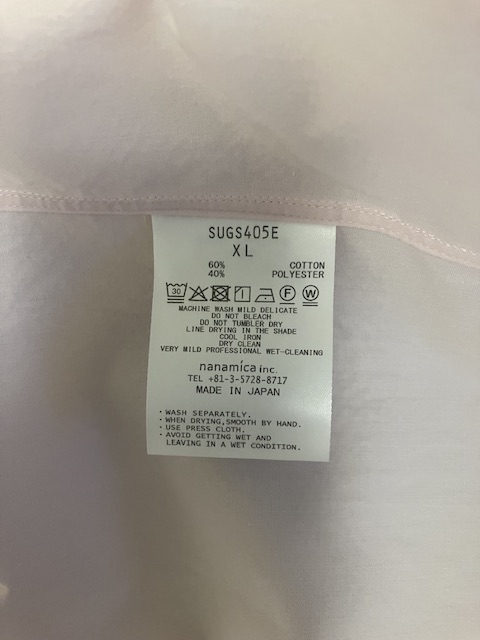 SUGS405E
XL
60% COTTON
40% POLYESTER
30
MACHINE WASH MILD DELICATE
DO NOT BLEACH
DO NOT TUMBLER DRY
LINE DRYING IN THE SHADE
COOL IRON
DRY CLEAN
VERY MILD PROFESSIONAL WET-CLEANING
nanamíca inc.
TEL +81-3-5728-8717
MADE IN JAPAN
・WASH SEPARATELY.
・WHEN DRYING,SMOOTH BY HAND.
・USE PRESS CLOTH.
・AVOID GETTING WET AND
LEAVING IN A WET CONDITION.